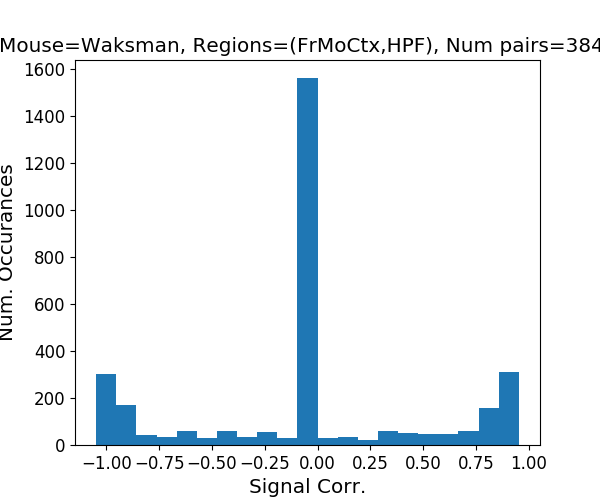 Mouse=Waksman, Regions=(FrMoCtx,HPF), Num pairs=384
1600
1400
1200
1000
800
600
400
200
0
Num. Occurances
−1.00 −0.75 −0.50 −0.25 0.00 0.25 0.50 0.75 1.00
Signal Corr.